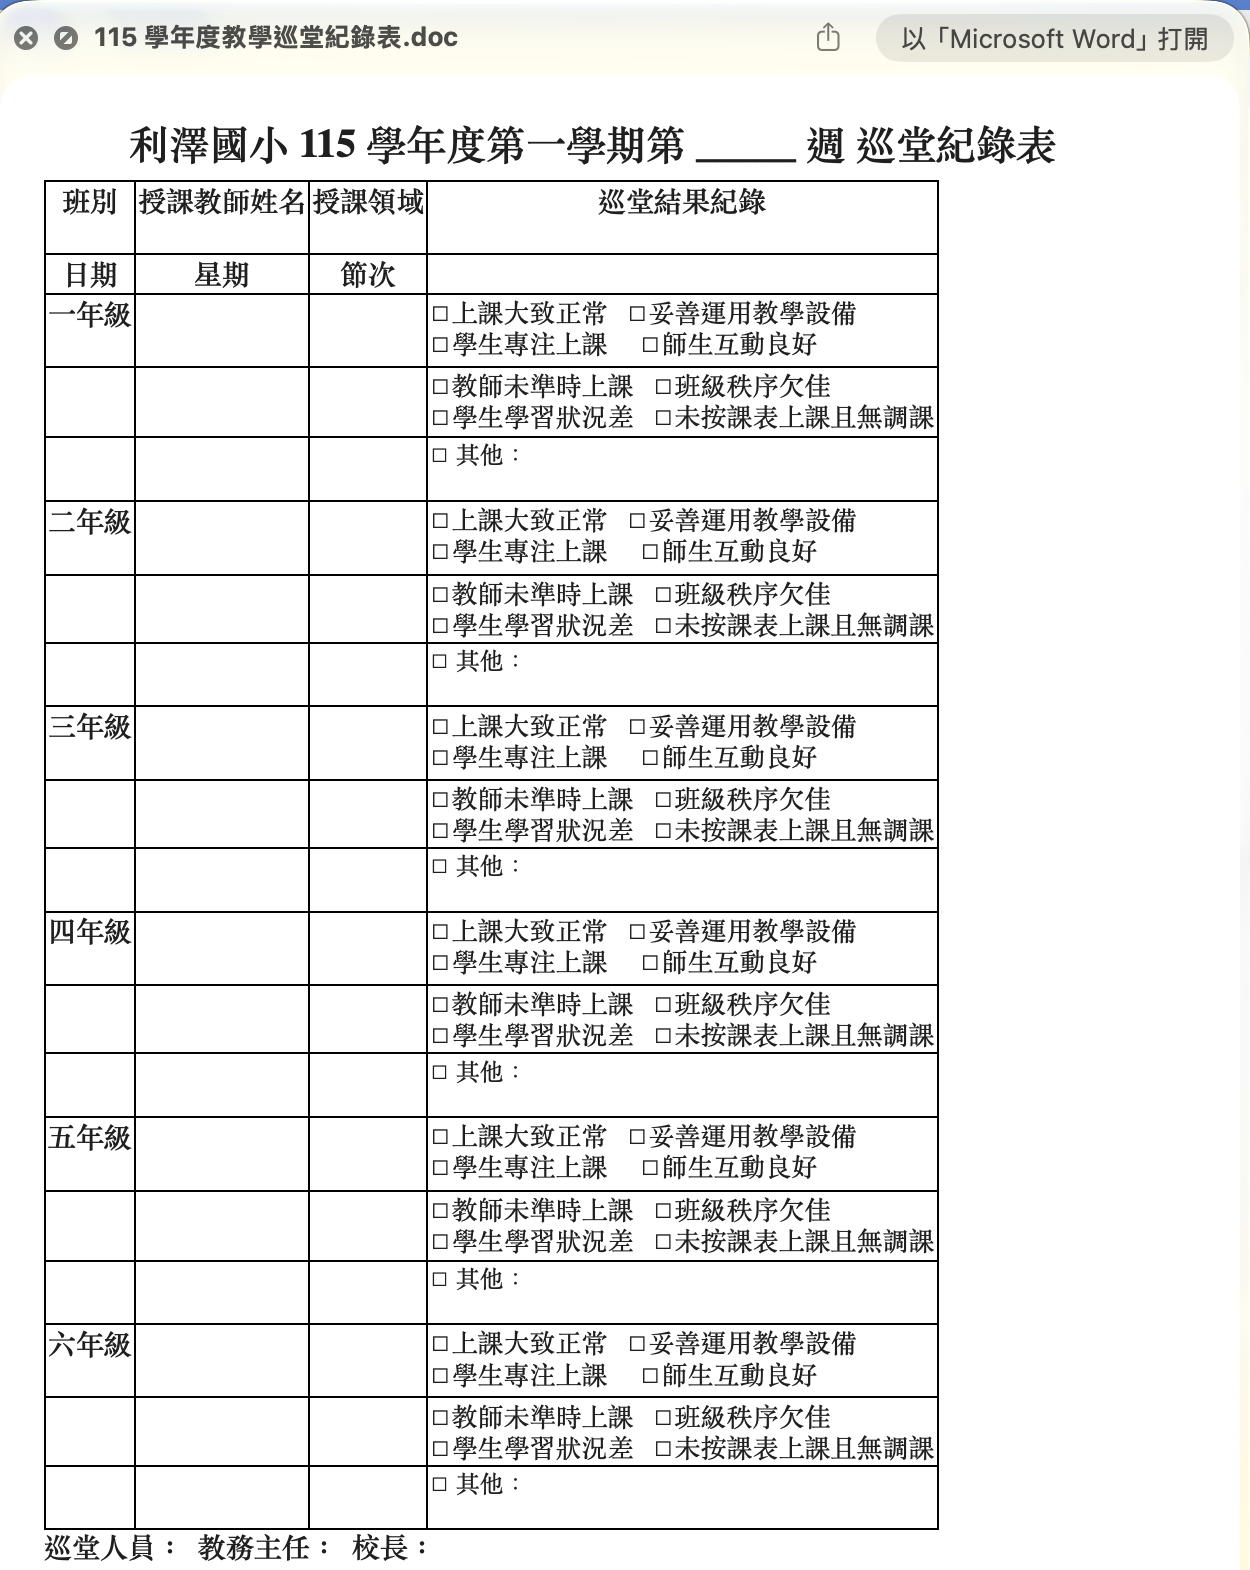 115 學年度教學巡堂紀錄表.doc
以「Microsoft Word」打開
利澤國小 115 學年度第一學期第 _____ 週 巡堂紀錄表
班別 授課教師姓名 授課領域 巡堂結果紀錄
日期 星期 節次
一年級 □上課大致正常 □妥善運用教學設備
□學生專注上課 □師生互動良好
□教師未準時上課 □班級秩序欠佳
□學生學習狀況差 □未按課表上課且無調課
□ 其他：
二年級 □上課大致正常 □妥善運用教學設備
□學生專注上課 □師生互動良好
□教師未準時上課 □班級秩序欠佳
□學生學習狀況差 □未按課表上課且無調課
□ 其他：
三年級 □上課大致正常 □妥善運用教學設備
□學生專注上課 □師生互動良好
□教師未準時上課 □班級秩序欠佳
□學生學習狀況差 □未按課表上課且無調課
□ 其他：
四年級 □上課大致正常 □妥善運用教學設備
□學生專注上課 □師生互動良好
□教師未準時上課 □班級秩序欠佳
□學生學習狀況差 □未按課表上課且無調課
□ 其他：
五年級 □上課大致正常 □妥善運用教學設備
□學生專注上課 □師生互動良好
□教師未準時上課 □班級秩序欠佳
□學生學習狀況差 □未按課表上課且無調課
□ 其他：
六年級 □上課大致正常 □妥善運用教學設備
□學生專注上課 □師生互動良好
□教師未準時上課 □班級秩序欠佳
□學生學習狀況差 □未按課表上課且無調課
□ 其他：
巡堂人員： 教務主任： 校長：